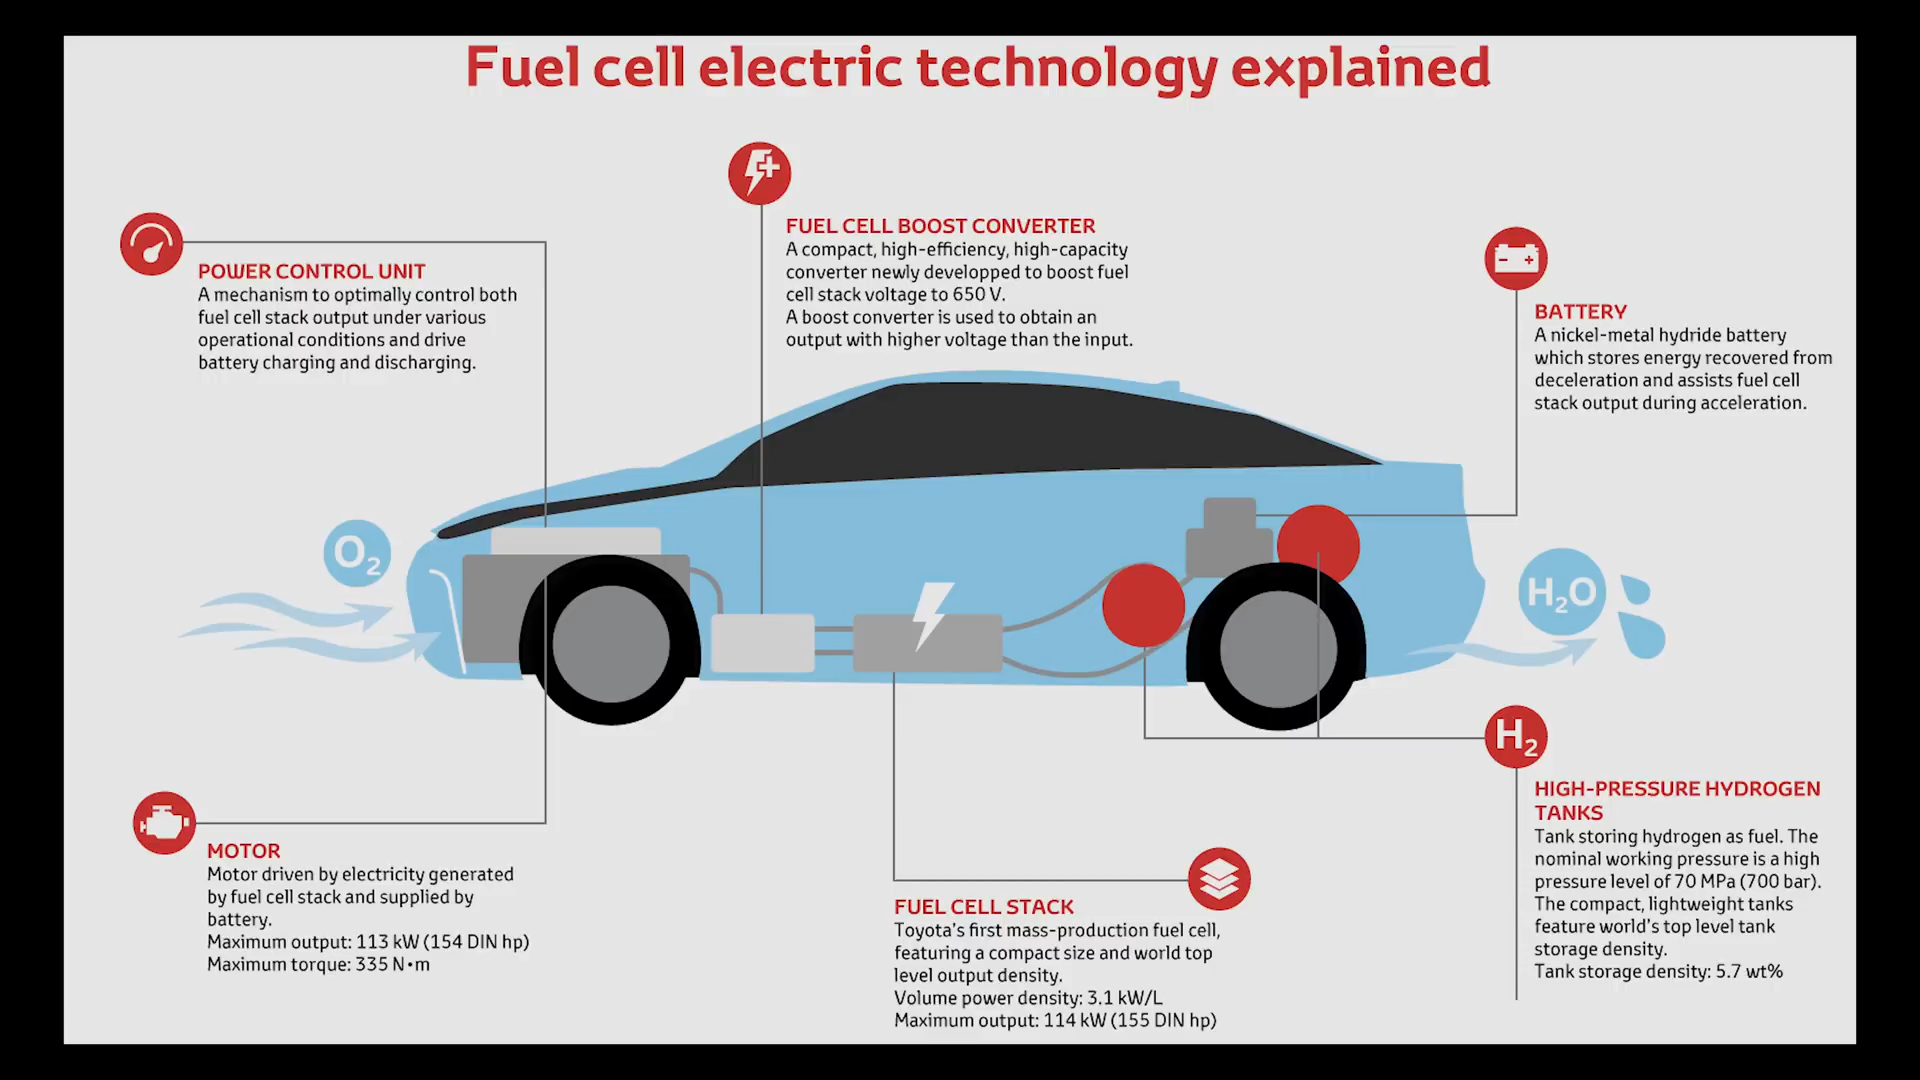 Fuel cell electric technology explained
POWER CONTROL UNIT
A mechanism to optimally control both
fuel cell stack output under various
operational conditions and drive
battery charging and discharging.
FUEL CELL BOOST CONVERTER
A compact, high-efficiency, high-capacity
converter newly developped to boost fuel
cell stack voltage to 650 V.
A boost converter is used to obtain an
output with higher voltage than the input.
BATTERY
A nickel-metal hydride battery
which stores energy recovered from
deceleration and assists fuel cell
stack output during acceleration.
O₂
H₂O
MOTOR
Motor driven by electricity generated
by fuel cell stack and supplied by
battery.
Maximum output: 113 kW (154 DIN hp)
Maximum torque: 335 N•m
FUEL CELL STACK
Toyota's first mass-production fuel cell,
featuring a compact size and world top
level output density.
Volume power density: 3.1 kW/L
Maximum output: 114 kW (155 DIN hp)
H₂
HIGH-PRESSURE HYDROGEN
TANKS
Tank storing hydrogen as fuel. The
nominal working pressure is a high
pressure level of 70 MPa (700 bar).
The compact, lightweight tanks
feature world's top level tank
storage density.
Tank storage density: 5.7 wt%